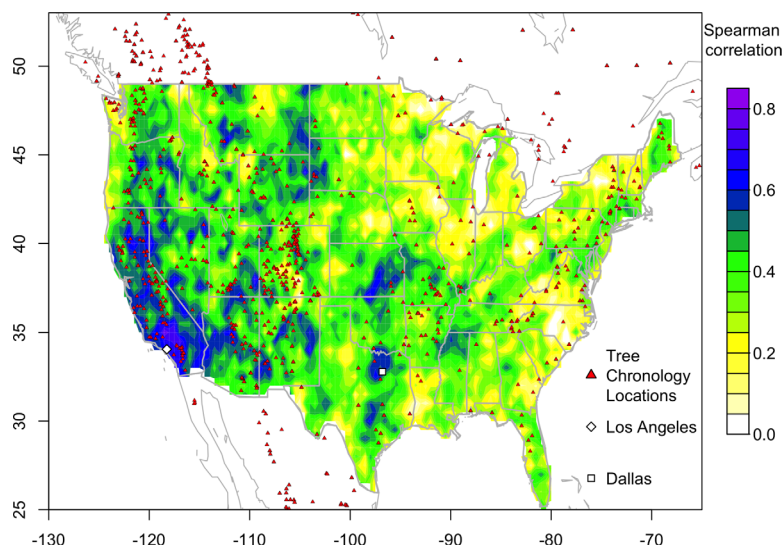 Spearman
correlation
50
45
40
35
30
25
-130
-120
-110
-100
-90
-80
-70
0.8
0.6
0.4
0.2
0.0
Tree
Chronology
Locations
Los Angeles
Dallas